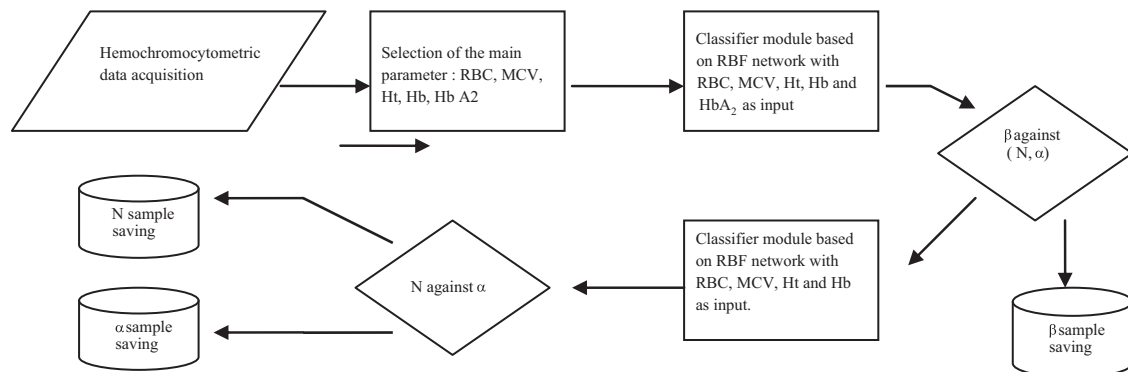 Hemochromocytometric
data acquisition
Selection of the main
parameter : RBC, MCV,
Ht, Hb, Hb A2
Classifier module based
on RBF network with
RBC, MCV, Ht, Hb and
HbA₂ as input
β against
( N, α)
Classifier module based
on RBF network with
RBC, MCV, Ht and Hb
as input.
N against α
N sample
saving
α sample
saving
β sample
saving